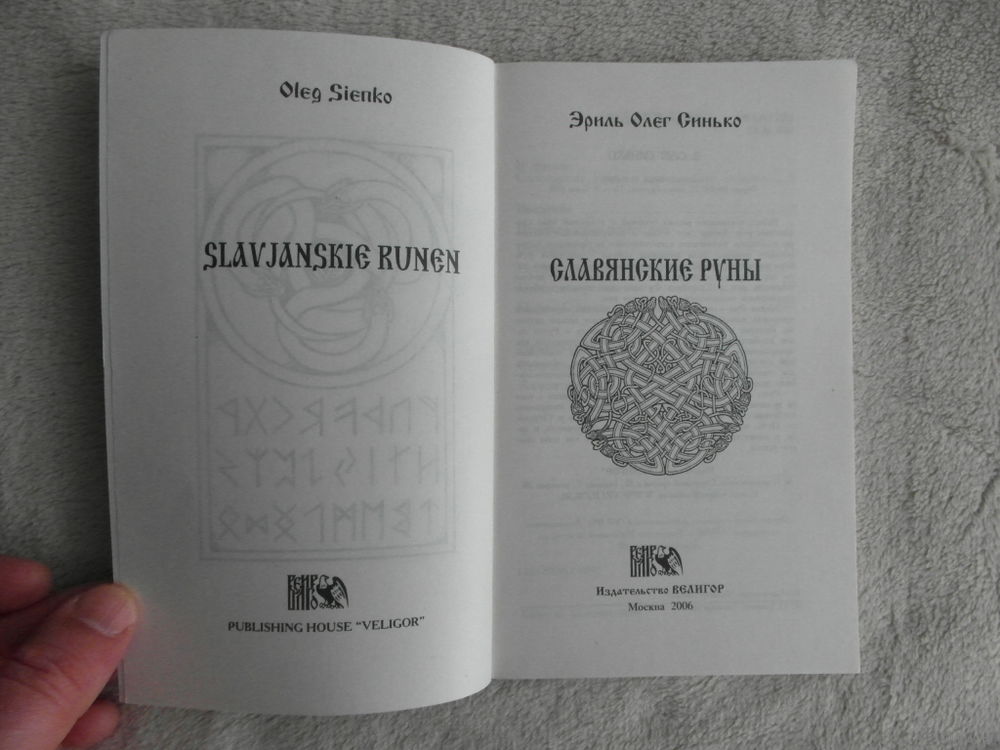 Oleg Sienko
SLAVJANSKIE RUNEN
PUBLISHING HOUSE "VELIGOR"
Эриль Олег Синько
СЛАВЯНСКИЕ РУНЫ
Издательство ВЕЛИГОР
Москва 2006